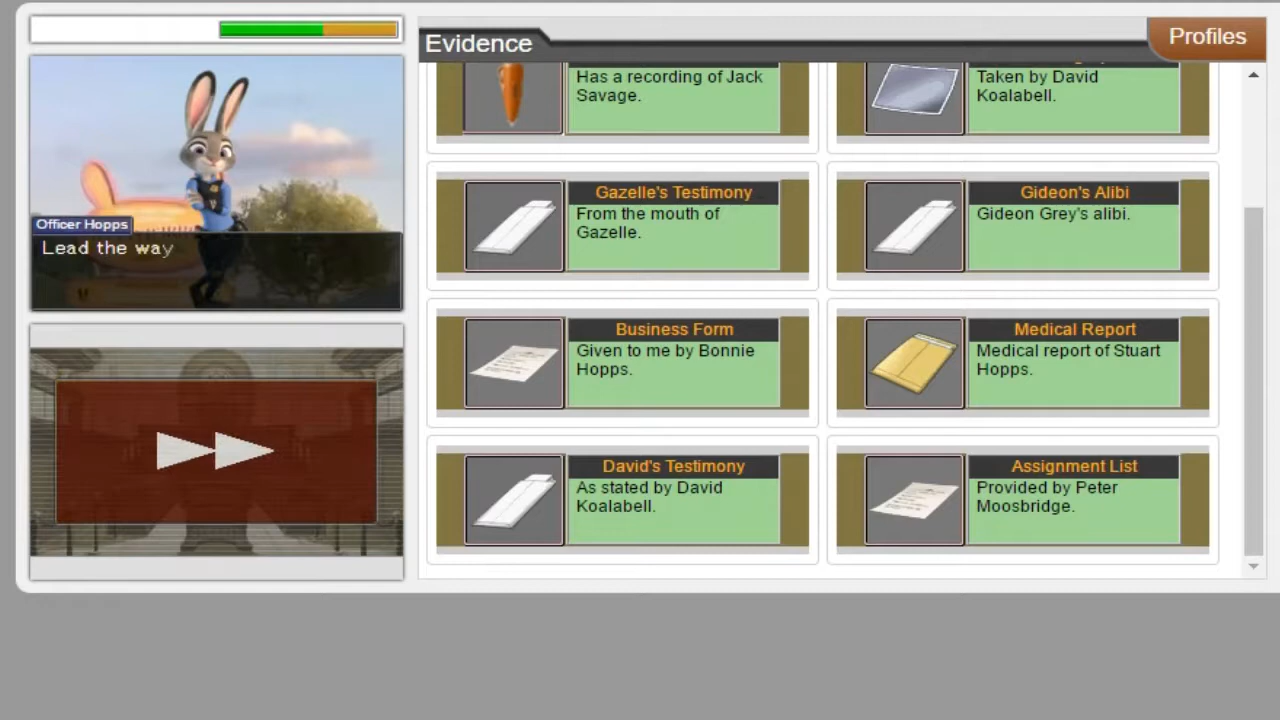 Evidence
Profiles
Has a recording of Jack
Savage.
Taken by David
Koalabell.
Officer Hopps
Lead the way
Gazelle's Testimony
From the mouth of
Gazelle.
Gideon's Alibi
Gideon Grey's alibi.
Business Form
Given to me by Bonnie
Hopps.
Medical Report
Medical report of Stuart
Hopps.
David's Testimony
As stated by David
Koalabell.
Assignment List
Provided by Peter
Moosbridge.